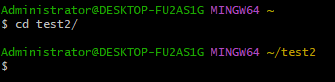 Administrator@DESKTOP-FU2AS1G MINGW64 ~
$ cd test2/
Administrator@DESKTOP-FU2AS1G MINGW64 ~/test2
$